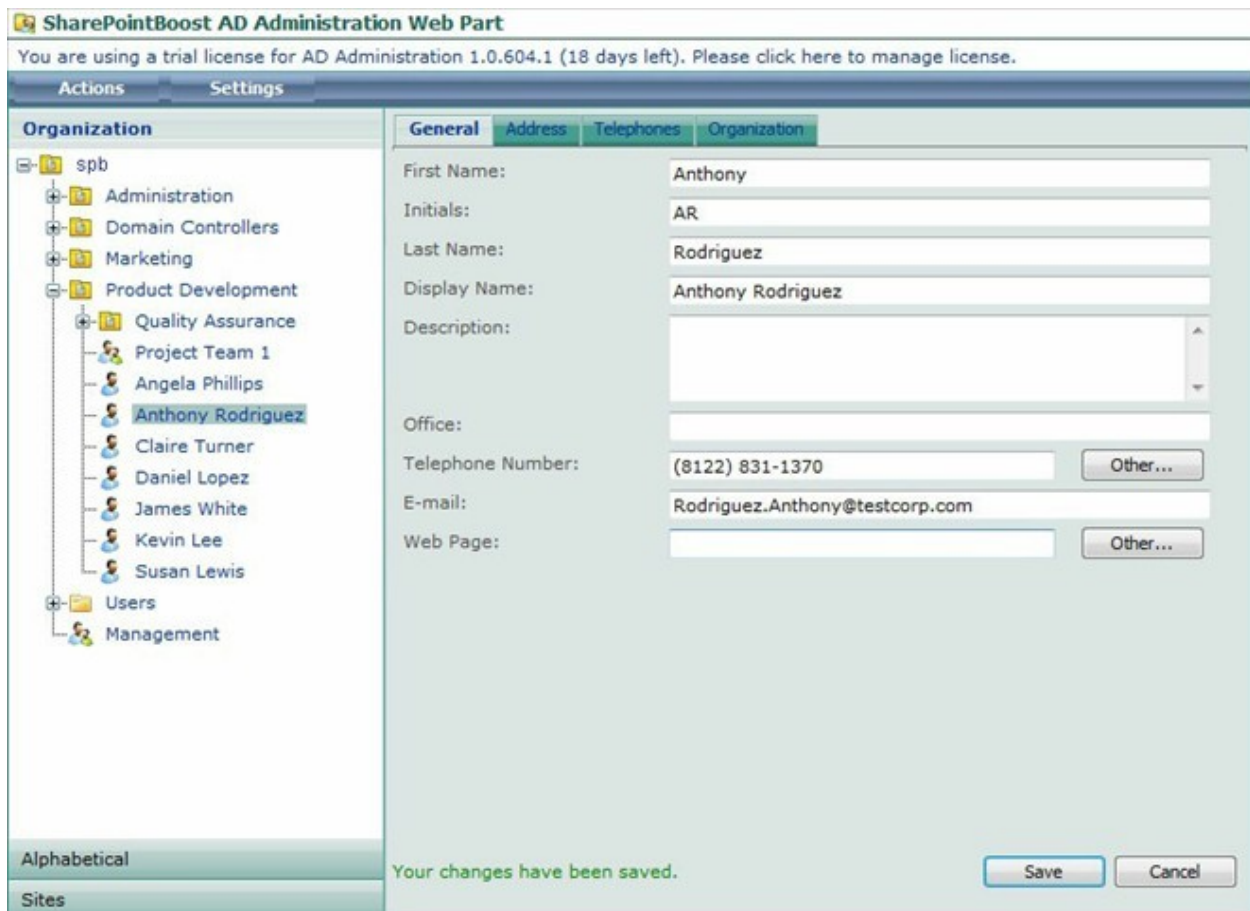 SharePointBoost AD Administration Web Part
You are using a trial license for AD Administration 1.0.604.1 (18 days left). Please click here to manage license.
Actions Settings
Organization
spb
Administration
Domain Controllers
Marketing
Product Development
Quality Assurance
Project Team 1
Angela Phillips
Anthony Rodriguez
Claire Turner
Daniel Lopez
James White
Kevin Lee
Susan Lewis
Users
Management
Alphabetical
Sites
General Address Telephones Organization
First Name: Anthony
Initials: AR
Last Name: Rodriguez
Display Name: Anthony Rodriguez
Description:
Office:
Telephone Number: (8122) 831-1370 Other...
E-mail: Rodriguez.Anthony@testcorp.com
Web Page: Other...
Your changes have been saved. Save Cancel